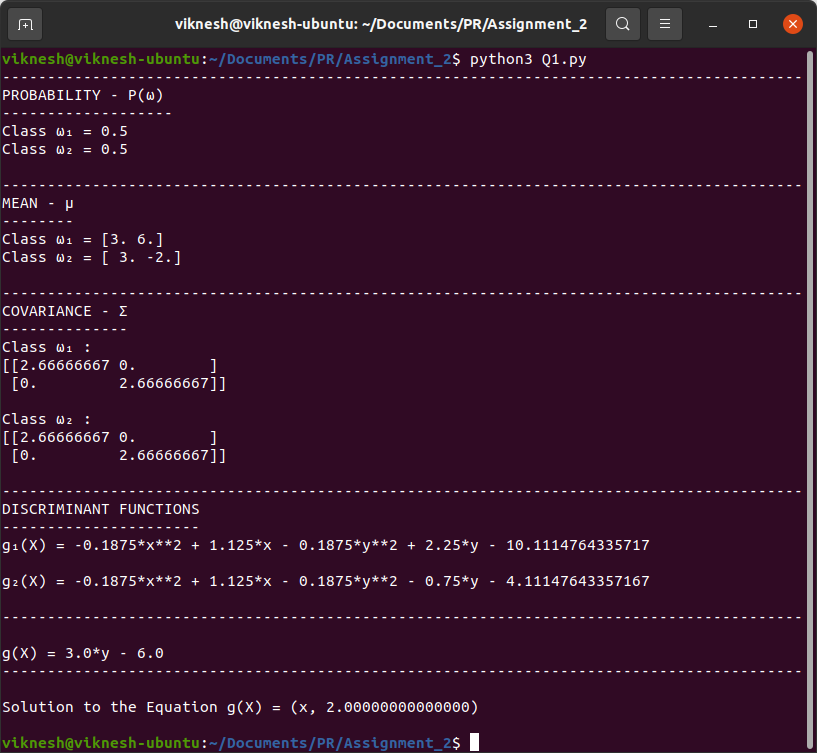 viknesh@viknesh-ubuntu: ~/Documents/PR/Assignment_2
viknesh@viknesh-ubuntu:~/Documents/PR/Assignment_2$ python3 Q1.py
-----------------------------------------------------------------------------------------
PROBABILITY - P(ω)
-------------------
Class ω₁ = 0.5
Class ω₂ = 0.5
-----------------------------------------------------------------------------------------
MEAN - µ
--------
Class ω₁ = [3. 6.]
Class ω₂ = [ 3. -2.]
-----------------------------------------------------------------------------------------
COVARIANCE - Σ
--------------
Class ω₁ :
[[2.66666667 0.        ]
 [0.         2.66666667]]
Class ω₂ :
[[2.66666667 0.        ]
 [0.         2.66666667]]
-----------------------------------------------------------------------------------------
DISCRIMINANT FUNCTIONS
----------------------
g₁(X) = -0.1875*x**2 + 1.125*x - 0.1875*y**2 + 2.25*y - 10.1114764335717
g₂(X) = -0.1875*x**2 + 1.125*x - 0.1875*y**2 - 0.75*y - 4.11147643357167
-----------------------------------------------------------------------------------------
g(X) = 3.0*y - 6.0
-----------------------------------------------------------------------------------------
Solution to the Equation g(X) = (x, 2.00000000000000)
viknesh@viknesh-ubuntu:~/Documents/PR/Assignment_2$